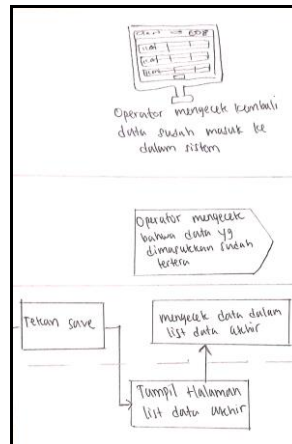 Operator mengecek kembali
data sudah masuk ke
dalam sistem
Operator mengecek
bahwa data yg
dimasukkan sudah
tertera
tekan save
mengecek data dalam
list data akhir
Tampil Halaman
list data akhir